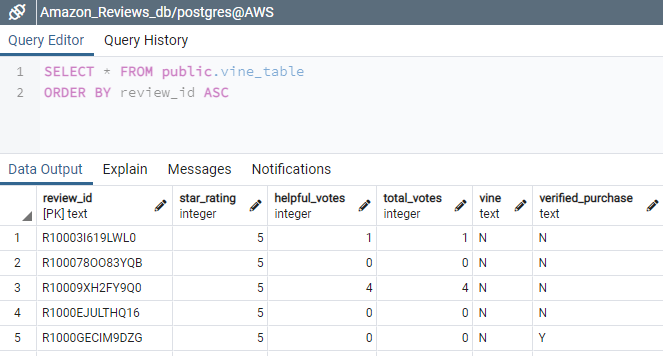 Amazon_Reviews_db/postgres@AWS
Query Editor Query History
1 SELECT * FROM public.vine_table
2 ORDER BY review_id ASC
Data Output Explain Messages Notifications
review_id star_rating helpful_votes total_votes vine verified_purchase
[PK] text integer integer integer text text
1 R10003I619LWL0 5 1 1 N N
2 R100078OO83YQB 5 0 0 N N
3 R10009XH2FY9Q0 5 4 4 N N
4 R1000EJULTHQ16 5 0 0 N N
5 R1000GECIM9DZG 5 0 0 N Y